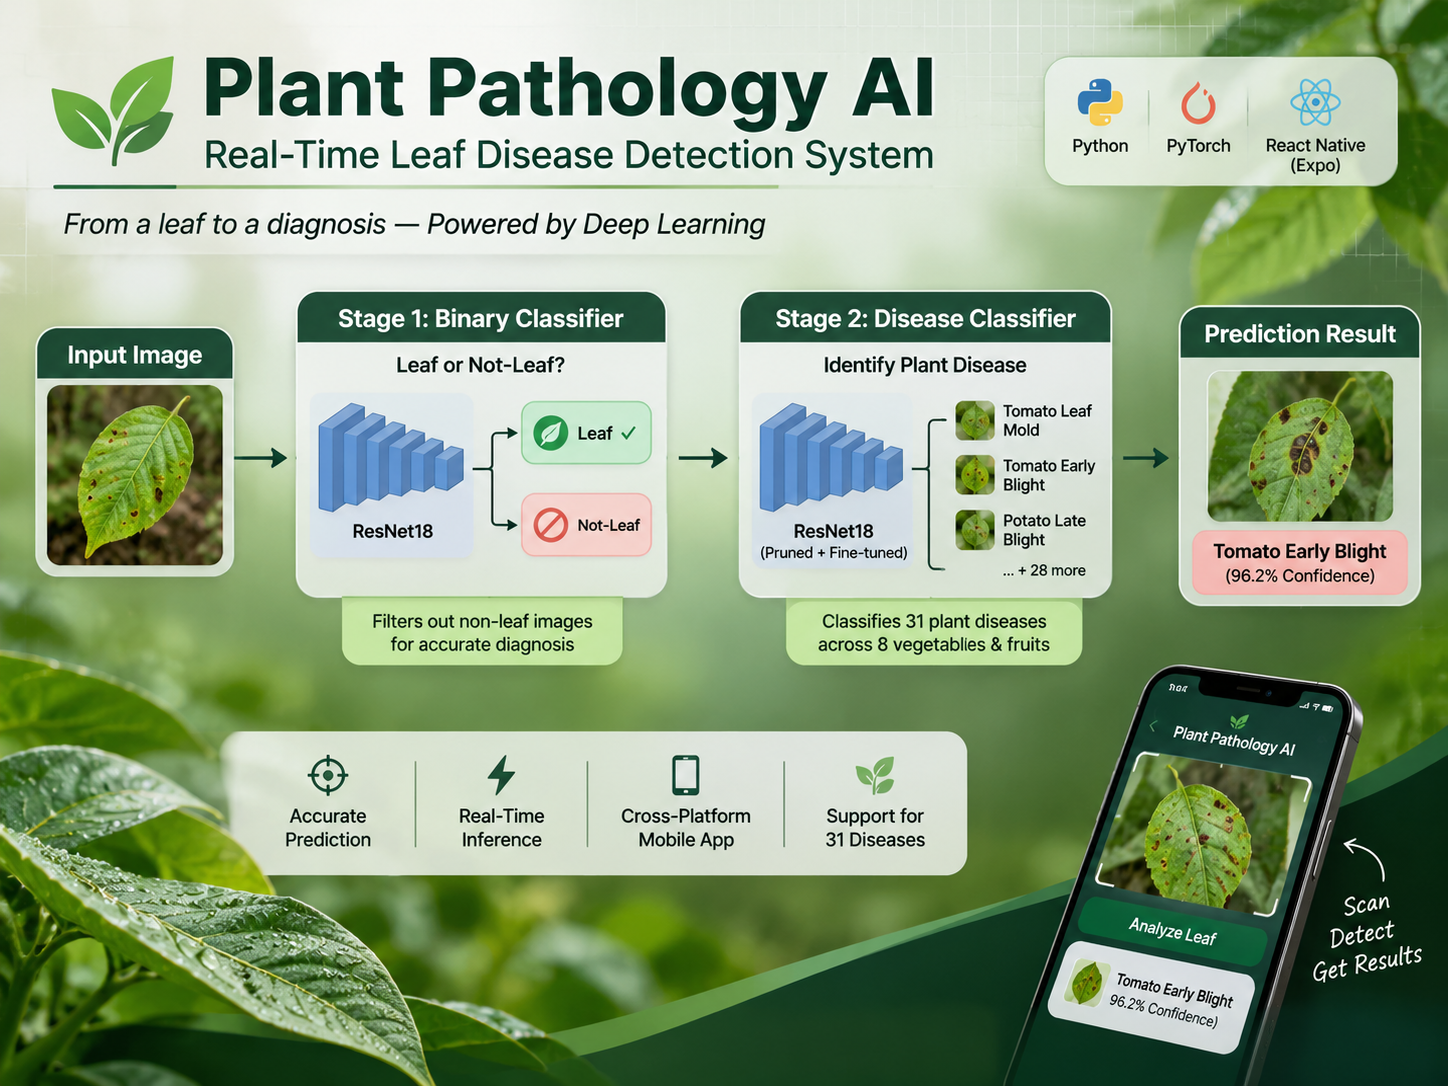 Plant Pathology AI
Real-Time Leaf Disease Detection System
From a leaf to a diagnosis — Powered by Deep Learning
Python
PyTorch
React Native
(Expo)
Input Image
Stage 1: Binary Classifier
Leaf or Not-Leaf?
ResNet18
Leaf ✓
Not-Leaf
Filters out non-leaf images
for accurate diagnosis
Stage 2: Disease Classifier
Identify Plant Disease
ResNet18
(Pruned + Fine-tuned)
Tomato Leaf
Mold
Tomato Early
Blight
Potato Late
Blight
... + 28 more
Classifies 31 plant diseases
across 8 vegetables & fruits
Prediction Result
Tomato Early Blight
(96.2% Confidence)
Accurate
Prediction
Real-Time
Inference
Cross-Platform
Mobile App
Support for
31 Diseases
Plant Pathology AI
Analyze Leaf
Tomato Early Blight
96.2% Confidence)
Scan
Detect
Get Results